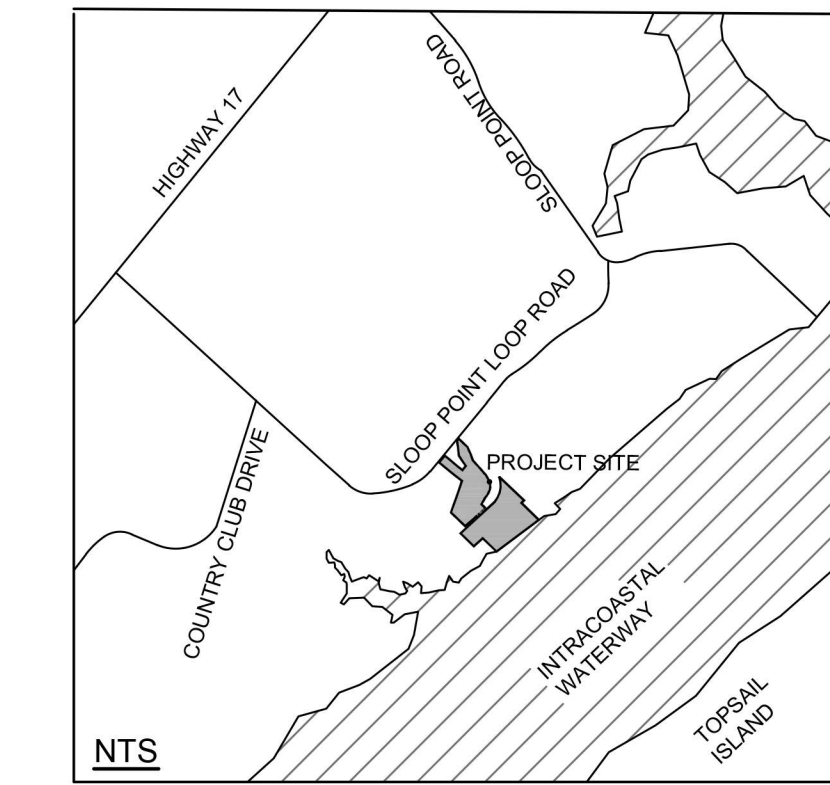 HIGHWAY 17
SLOOP POINT ROAD
SLOOP POINT LOOP ROAD
PROJECT SITE
COUNTRY CLUB DRIVE
INTRACOASTAL
WATERWAY
TOPSAIL
ISLAND
NTS